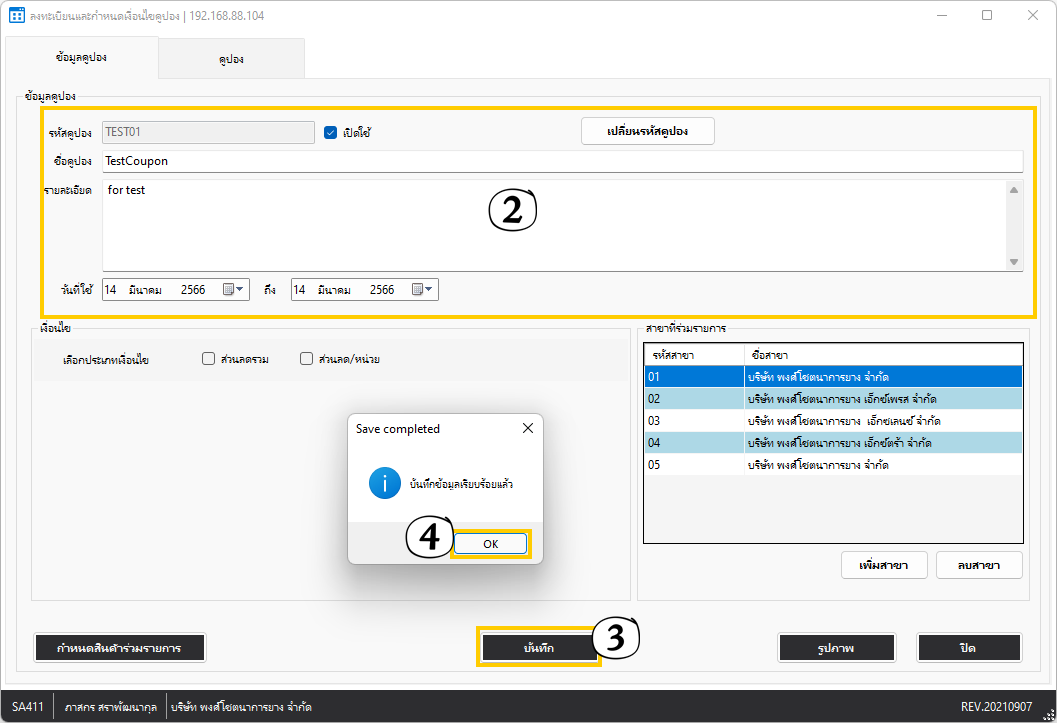 ลงทะเบียนและกำหนดเงื่อนไขคูปอง | 192.168.88.104
ข้อมูลคูปอง
คูปอง
ข้อมูลคูปอง
รหัสคูปอง TEST01 เปิดใช้ เปลี่ยนรหัสคูปอง
ชื่อคูปอง TestCoupon
รายละเอียด for test
2
วันที่ใช้ 14 มีนาคม 2566 ถึง 14 มีนาคม 2566
เงื่อนไข
เลือกประเภทเงื่อนไข ส่วนลดรวม ส่วนลด/หน่วย
สาขาที่ร่วมรายการ
รหัสสาขา ชื่อสาขา
01 บริษัท พงศ์โชตนาการยาง จำกัด
02 บริษัท พงศ์โชตนาการยาง เอ็กซ์เพรส จำกัด
03 บริษัท พงศ์โชตนาการยาง เอ็กซเลนซ์ จำกัด
04 บริษัท พงศ์โชตนาการยาง เอ็กซ์ตร้า จำกัด
05 บริษัท พงศ์โชตนาการยาง จำกัด
Save completed
บันทึกข้อมูลเรียบร้อยแล้ว
4 OK
เพิ่มสาขา ลบสาขา
กำหนดสินค้าร่วมรายการ บันทึก 3 รูปภาพ ปิด
SA411 ภาสกร สราพัฒนากุล บริษัท พงศ์โชตนาการยาง จำกัด REV.20210907